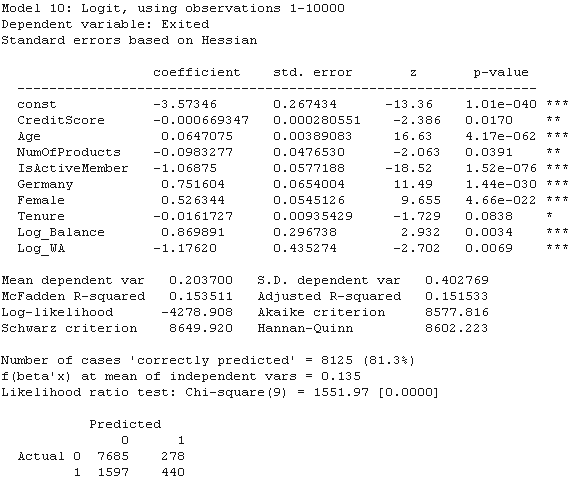 Model 10: Logit, using observations 1-10000
Dependent variable: Exited
Standard errors based on Hessian
coefficient std. error z p-value
---------------------------------------------------------------
const -3.57346 0.267434 -13.36 1.01e-040 ***
CreditScore -0.000669347 0.000280551 -2.386 0.0170 **
Age 0.0647075 0.00389083 16.63 4.17e-062 ***
NumOfProducts -0.0983277 0.0476530 -2.063 0.0391 **
IsActiveMember -1.06875 0.0577188 -18.52 1.52e-076 ***
Germany 0.751604 0.0654004 11.49 1.44e-030 ***
Female 0.526344 0.0545126 9.655 4.66e-022 ***
Tenure -0.0161727 0.00935429 -1.729 0.0838 *
Log_Balance 0.869891 0.296738 2.932 0.0034 ***
Log_WA -1.17620 0.435274 -2.702 0.0069 ***
Mean dependent var 0.203700 S.D. dependent var 0.402769
McFadden R-squared 0.153511 Adjusted R-squared 0.151533
Log-likelihood -4278.908 Akaike criterion 8577.816
Schwarz criterion 8649.920 Hannan-Quinn 8602.223
Number of cases 'correctly predicted' = 8125 (81.3%)
f(beta'x) at mean of independent vars = 0.135
Likelihood ratio test: Chi-square(9) = 1551.97 [0.0000]
Predicted
0 1
Actual 0 7685 278
1 1597 440